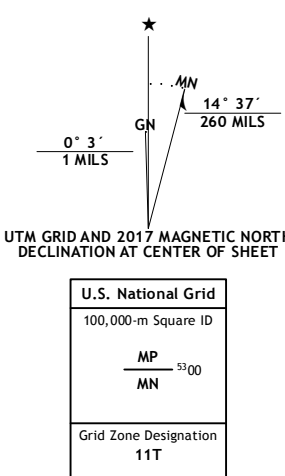 ★
MN
GN
14° 37´
260 MILS
0° 3´
1 MILS
UTM GRID AND 2017 MAGNETIC NORTH
DECLINATION AT CENTER OF SHEET
U.S. National Grid
100,000-m Square ID
MP
5300
MN
Grid Zone Designation
11T